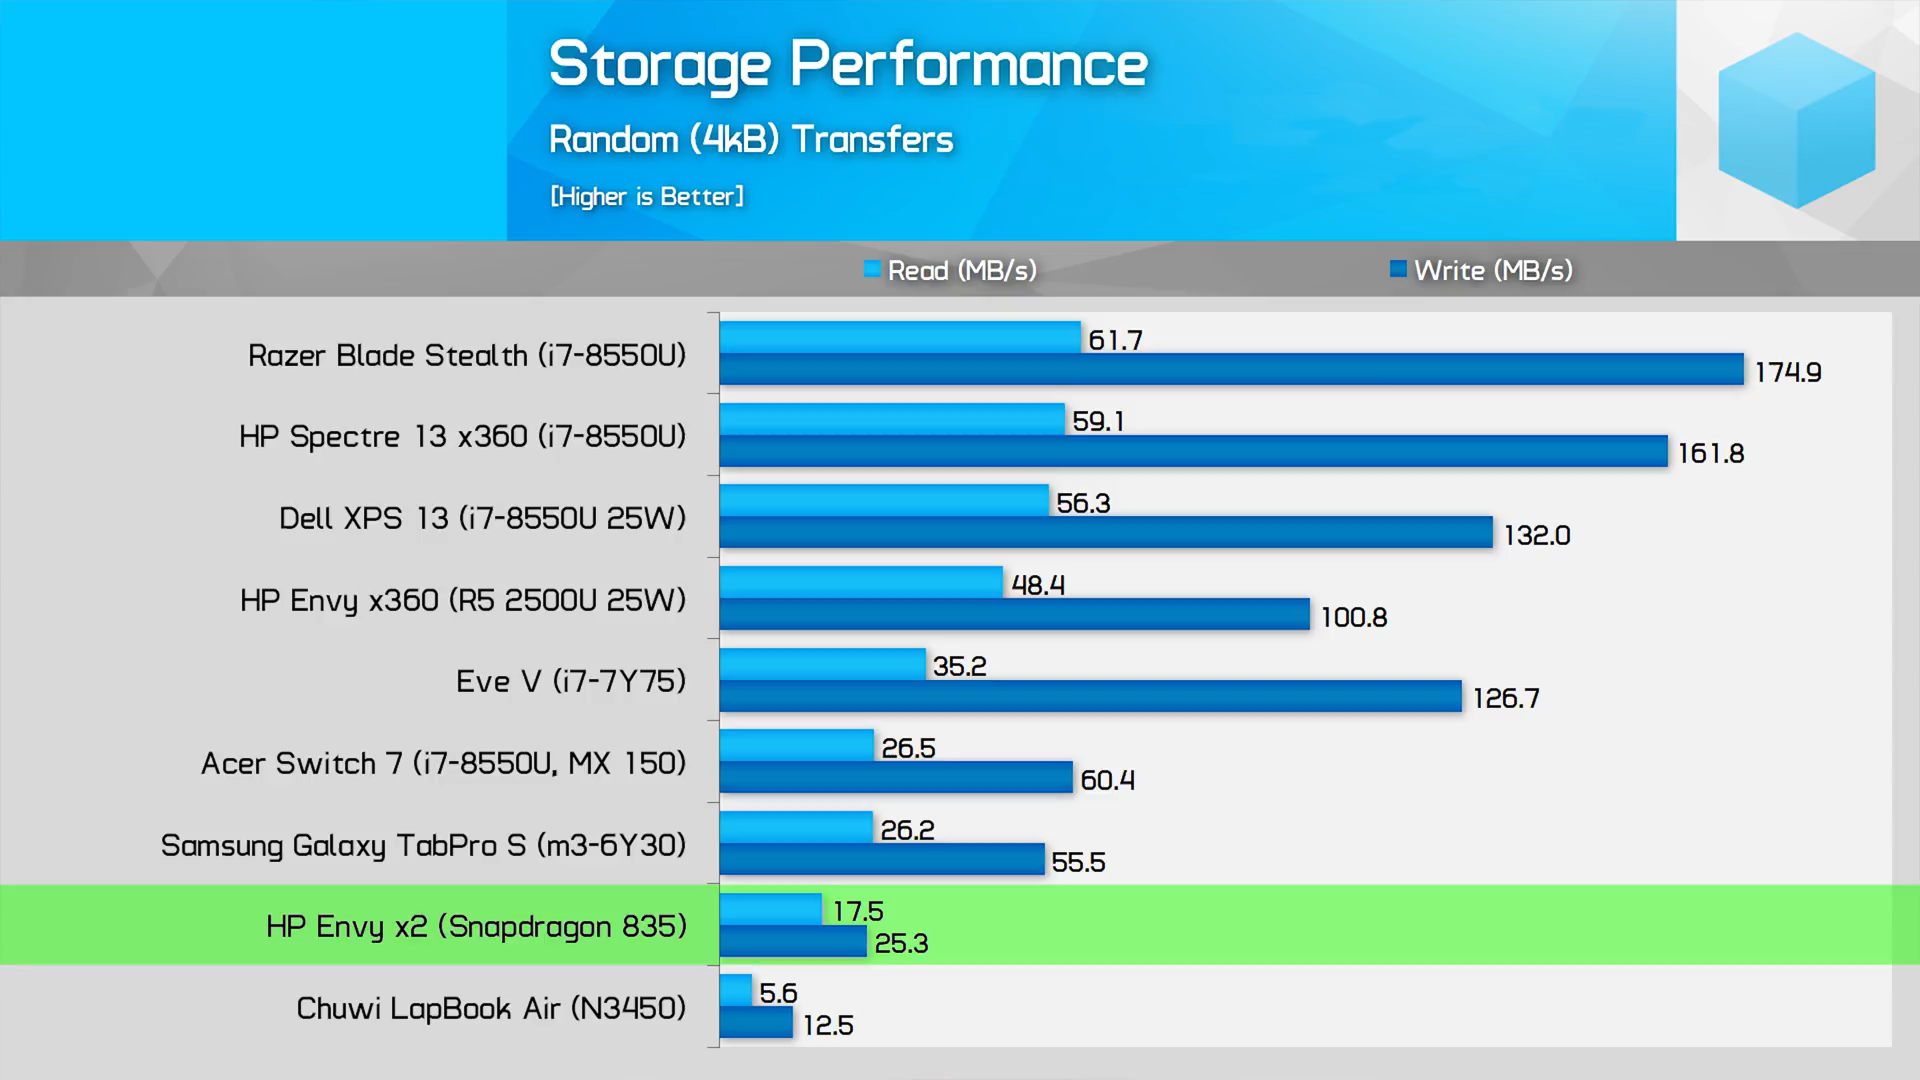 Storage Performance
Random (4kB) Transfers
[Higher is Better]
Read (MB/s) Write (MB/s)
Razer Blade Stealth (i7-8550U) 61.7 174.9
HP Spectre 13 x360 (i7-8550U) 59.1 161.8
Dell XPS 13 (i7-8550U 25W) 56.3 132.0
HP Envy x360 (R5 2500U 25W) 48.4 100.8
Eve V (i7-7Y75) 35.2 126.7
Acer Switch 7 (i7-8550U, MX 150) 26.5 60.4
Samsung Galaxy TabPro S (m3-6Y30) 26.2 55.5
HP Envy x2 (Snapdragon 835) 17.5 25.3
Chuwi LapBook Air (N3450) 5.6 12.5